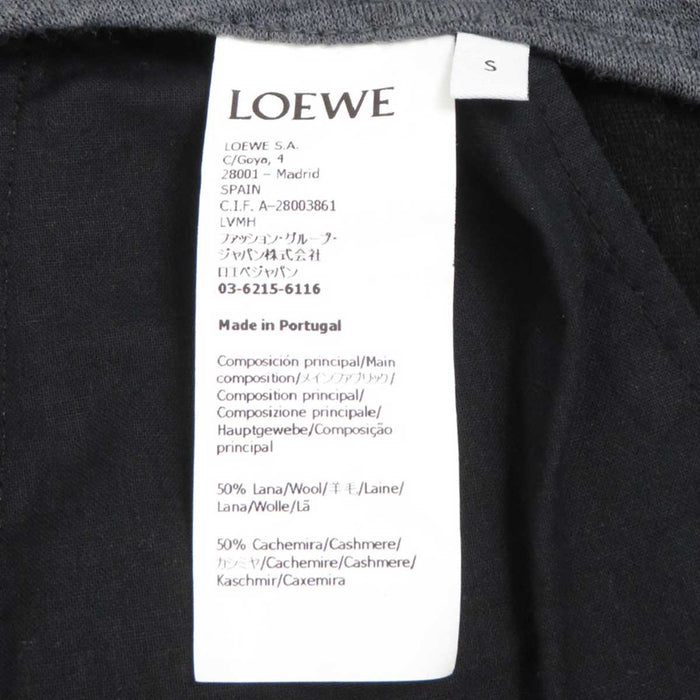 LOEWE
S
LOEWE S.A.
C/Goya, 4
28001 – Madrid
SPAIN
C.I.F. A-28003861
LVMH
ファッション・グループ・
ジャパン株式会社
ロエベジャパン
03-6215-6116
Made in Portugal
Composición principal/Main
composition/メインファブリック/
Composition principal/
Composizione principale/
Hauptgewebe/Composição
principal
50% Lana/Wool/羊毛/Laine/
Lana/Wolle/Lã
50% Cachemira/Cashmere/
カシミヤ/Cachemire/Cashmere/
Kaschmir/Caxemira